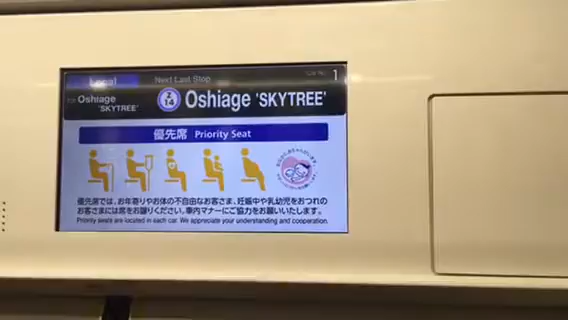 Local
Next Last Stop
Car No. 1
For Oshiage
'SKYTREE'
Z
14
Oshiage 'SKYTREE'
優先席 Priority Seat
優先席では、お年寄りやお体の不自由なお客さま、妊娠中や乳幼児をおつれの
お客さまには席をお譲りください。車内マナーにご協力をお願いいたします。
Priority seats are located in each car. We appreciate your understanding and cooperation.